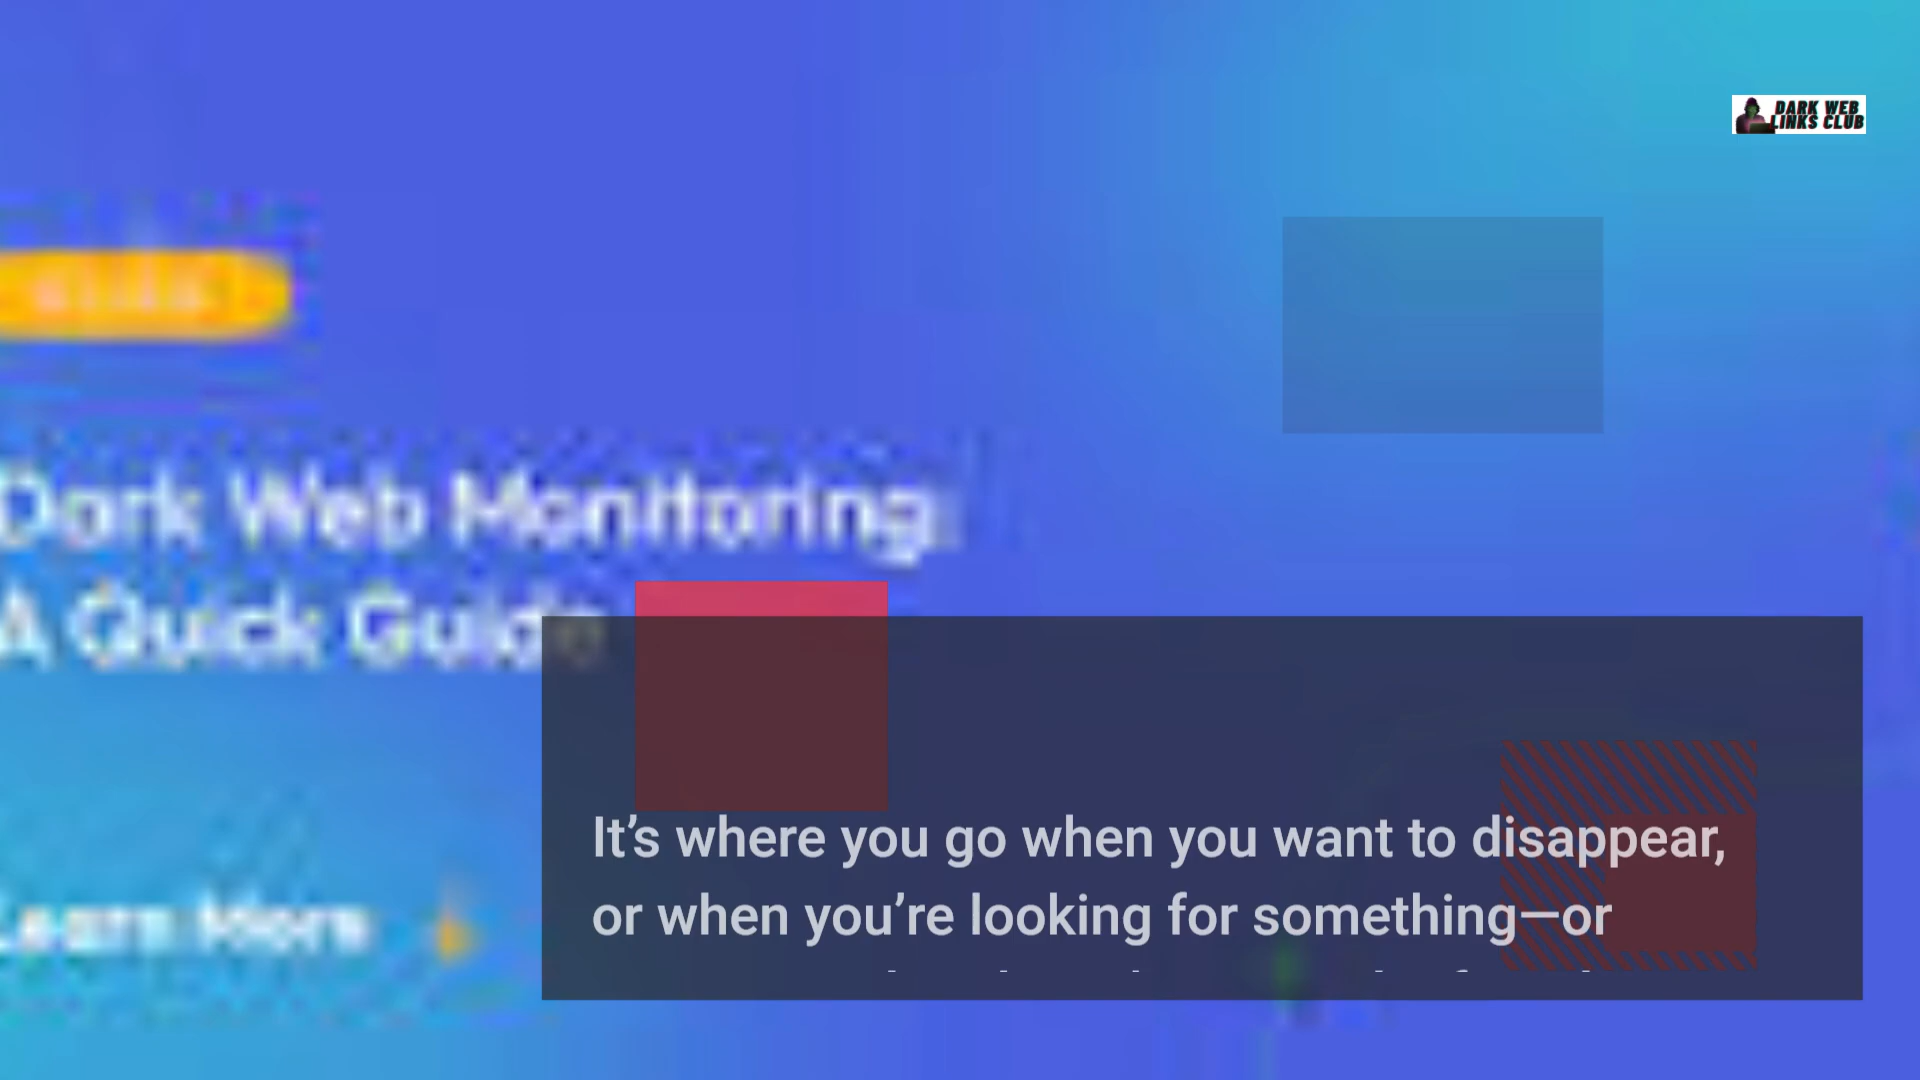 DARK WEB
LINKS CLUB
Dark Web Monitoring:
A Quick Guide
Learn More
It’s where you go when you want to disappear,
or when you’re looking for something—or